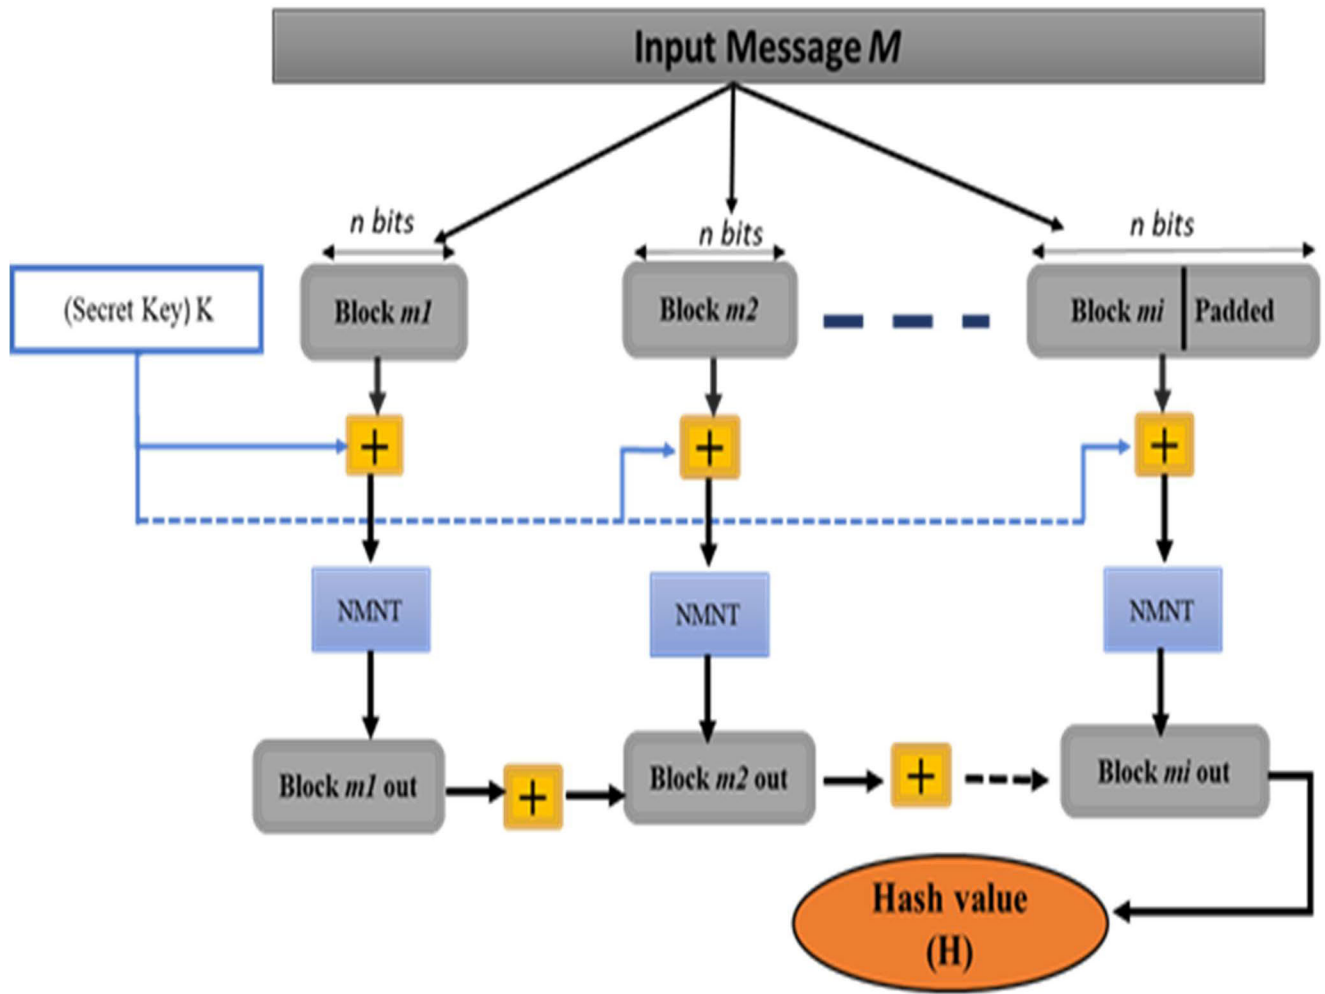 Input Message M
n bits
n bits
n bits
(Secret Key) K
Block m1
Block m2
Block mi
Padded
+
+
+
NMNT
NMNT
NMNT
Block m1 out
+
Block m2 out
+
Block mi out
Hash value
(H)